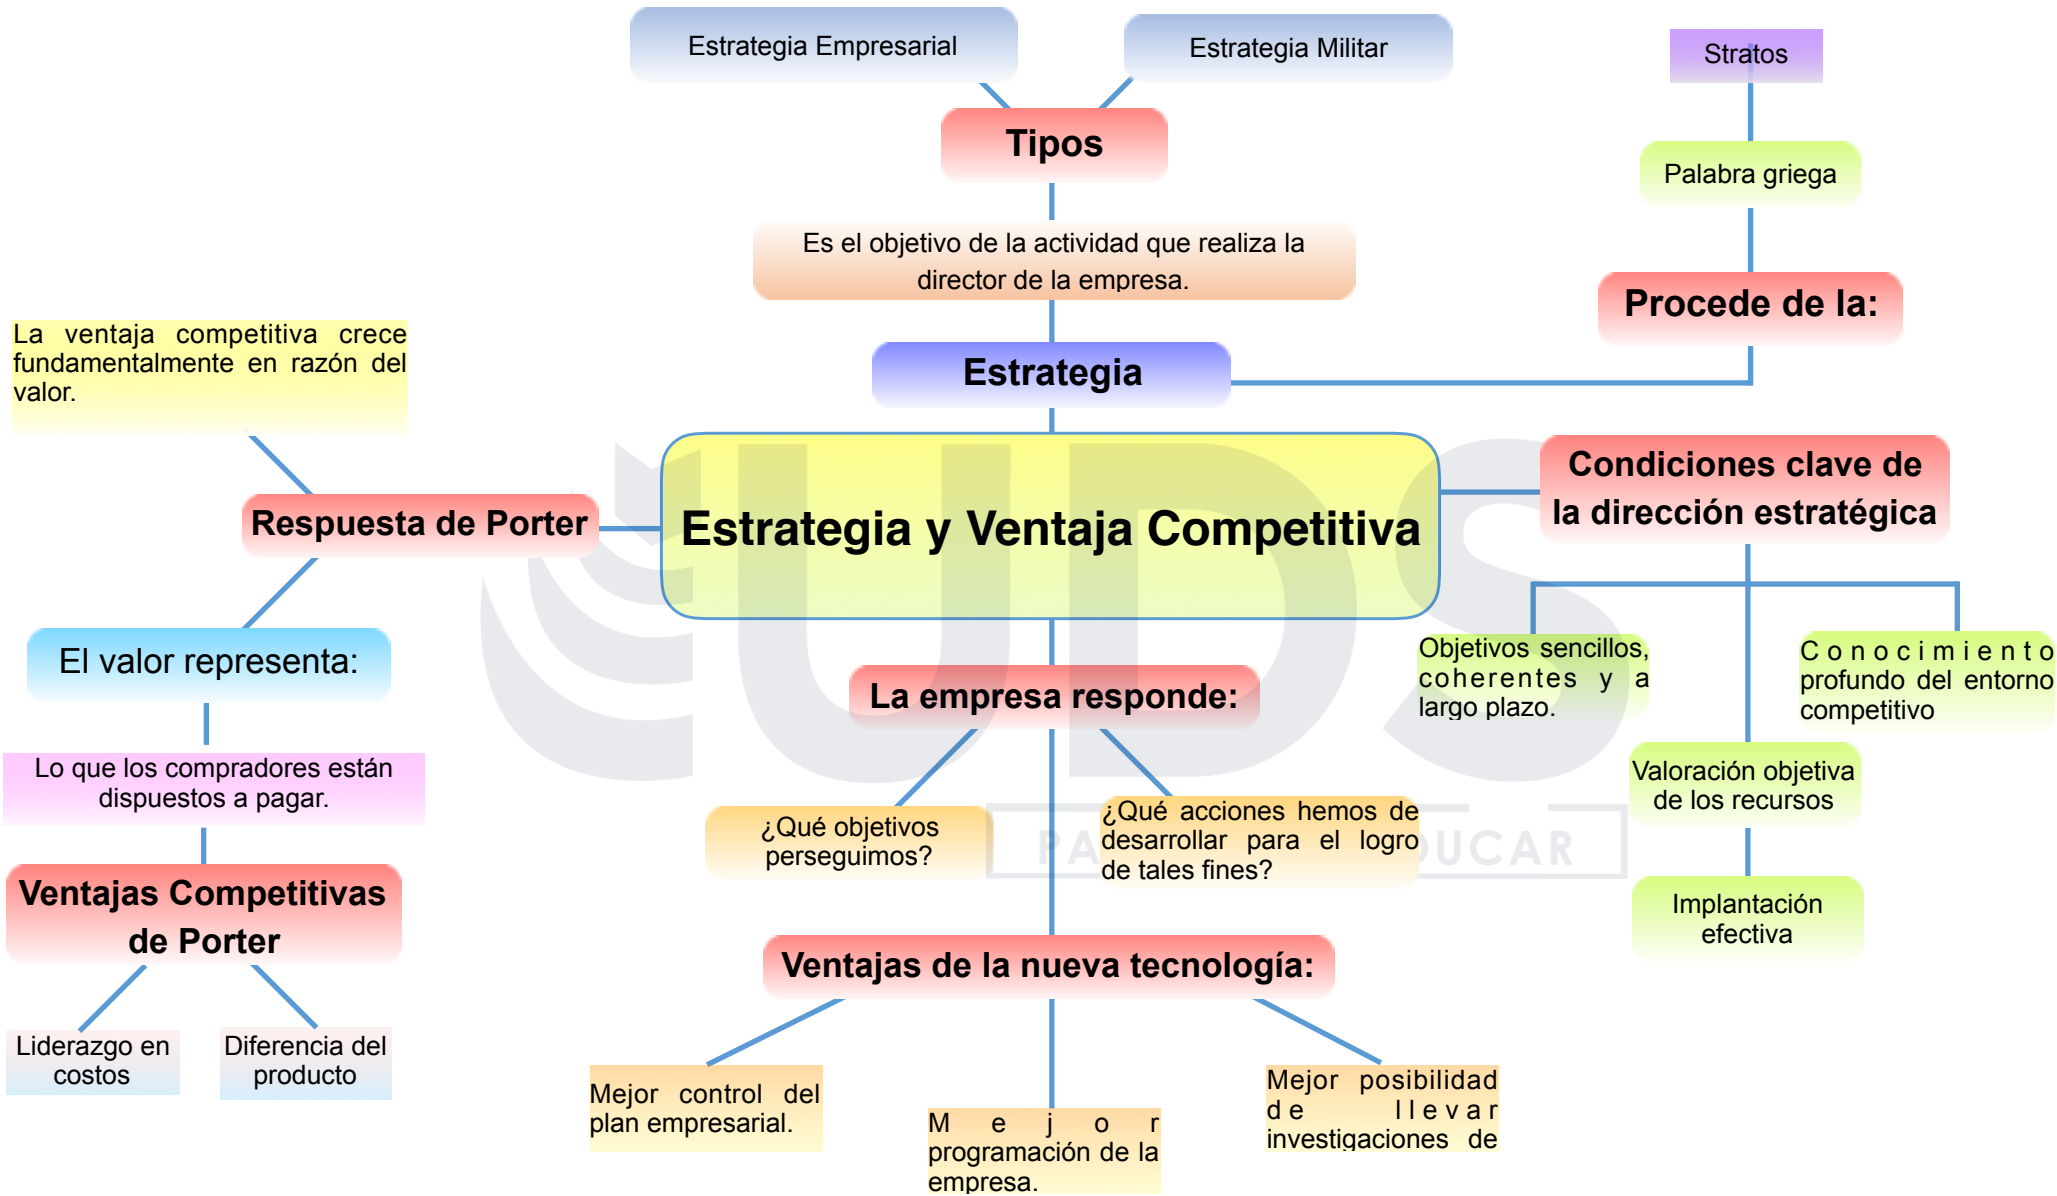 Estrategia Empresarial
Estrategia Militar
Stratos
Tipos
Palabra griega
Es el objetivo de la actividad que realiza la
director de la empresa.
Procede de la:
Estrategia
La ventaja competitiva crece
fundamentalmente en razón del
valor.
Respuesta de Porter
Estrategia y Ventaja Competitiva
Condiciones clave de
la dirección estratégica
El valor representa:
Lo que los compradores están
dispuestos a pagar.
Ventajas Competitivas
de Porter
Liderazgo en
costos
Diferencia del
producto
La empresa responde:
¿Qué objetivos
perseguimos?
¿Qué acciones hemos de
desarrollar para el logro
de tales fines?
Objetivos sencillos,
coherentes y a
largo plazo.
Conocimiento
profundo del entorno
competitivo
Valoración objetiva
de los recursos
Implantación
efectiva
Ventajas de la nueva tecnología:
Mejor control del
plan empresarial.
Mejor
programación de la
empresa.
Mejor posibilidad
de llevar
investigaciones de
UDS